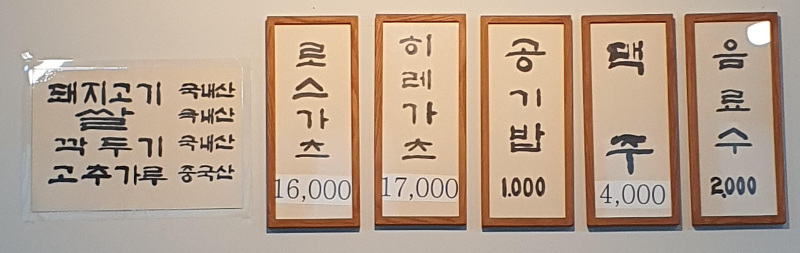 돼지고기 국내산
쌀 국내산
깍두기 국내산
고추가루 중국산
로스가츠
16,000
히레가츠
17,000
공기밥
1.000
맥주
4,000
음료수
2,000